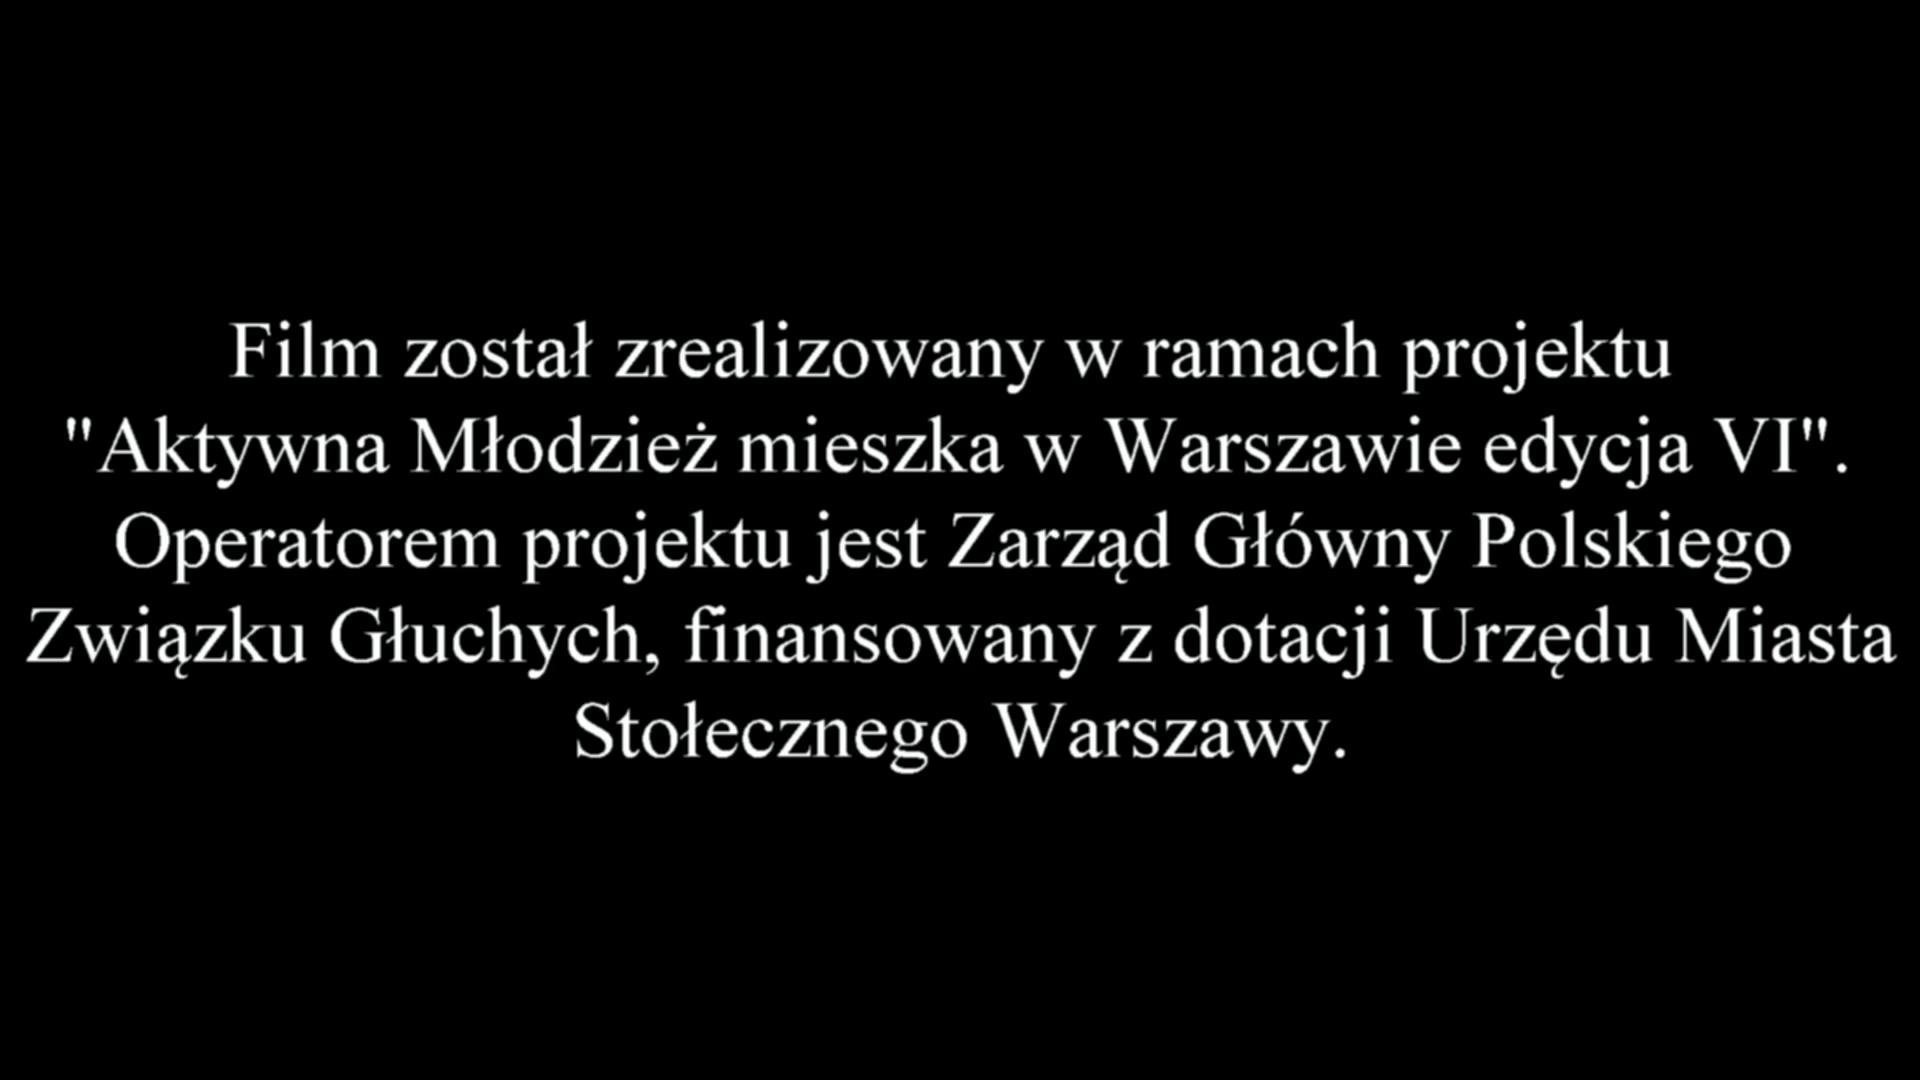 Film został zrealizowany w ramach projektu
"Aktywna Młodzież mieszka w Warszawie edycja VI".
Operatorem projektu jest Zarząd Główny Polskiego
Związku Głuchych, finansowany z dotacji Urzędu Miasta
Stołecznego Warszawy.